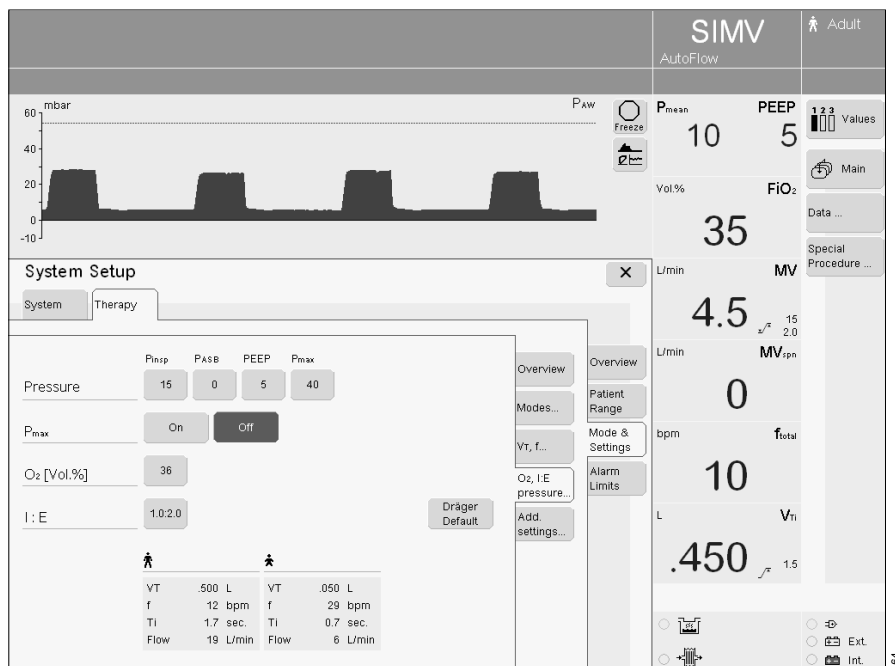 SIMV
AutoFlow
Adult
mbar
PAW
60
40
20
0
-10
Freeze
Pmean PEEP
10 5
Vol.% FiO2
35
L/min MV
4.5 15
2.0
L/min MVspn
0
bpm ftotal
10
L VTi
.450 1.5
1 2 3
Values
Main
Data ...
Special
Procedure ...
System Setup
X
System
Therapy
Pinsp PASB PEEP Pmax
Pressure 15 0 5 40
Pmax On Off
O2 [Vol.%] 36
I : E 1.0:2.0
Dräger
Default
Overview
Modes...
VT, f...
O2, I:E
pressure...
Add.
settings...
Overview
Patient
Range
Mode &
Settings
Alarm
Limits
VT .500 L VT .050 L
f 12 bpm f 29 bpm
Ti 1.7 sec. Ti 0.7 sec.
Flow 19 L/min Flow 6 L/min
Ext.
Int.